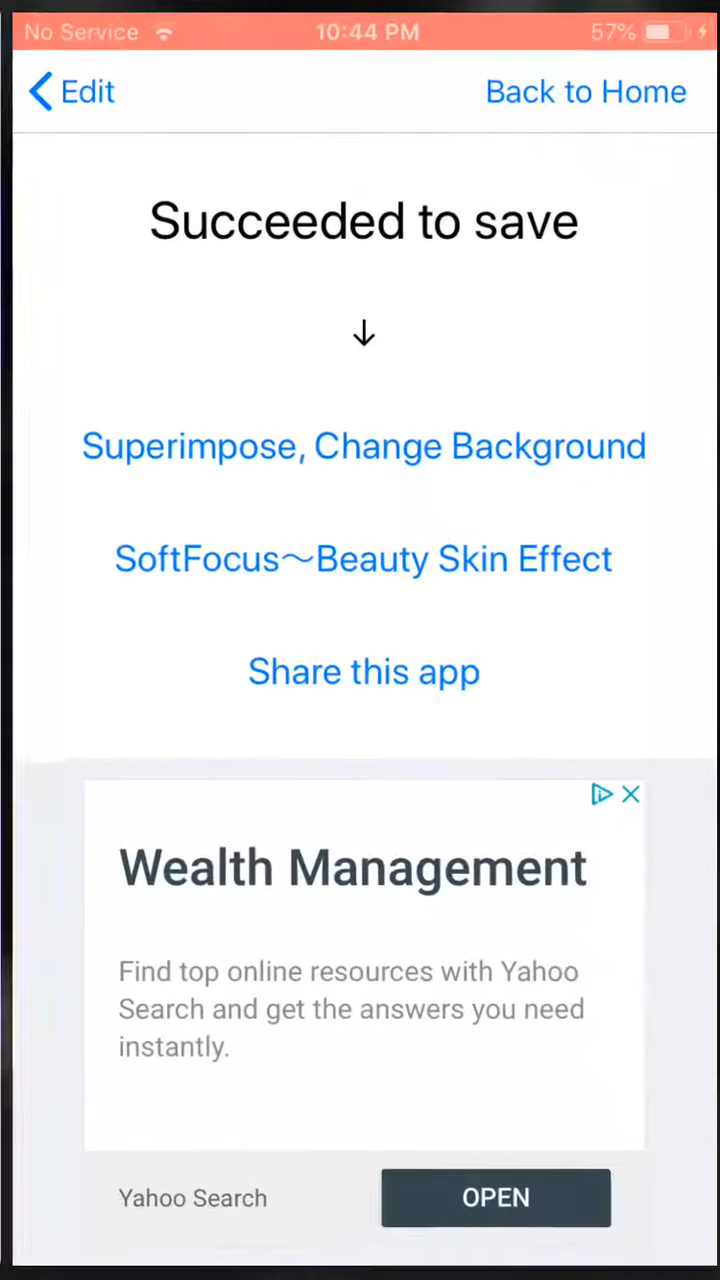 No Service 10:44 PM 57%
Edit Back to Home
Succeeded to save
↓
Superimpose, Change Background
SoftFocus〜Beauty Skin Effect
Share this app
Wealth Management
Find top online resources with Yahoo
Search and get the answers you need
instantly.
Yahoo Search OPEN